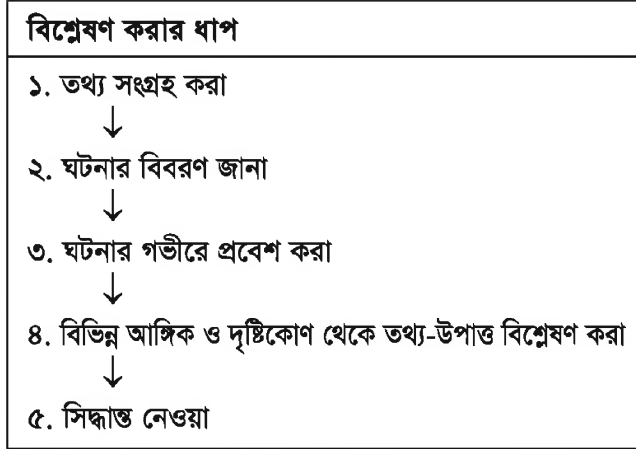 বিশ্লেষণ করার ধাপ
১. তথ্য সংগ্রহ করা
২. ঘটনার বিবরণ জানা
৩. ঘটনার গভীরে প্রবেশ করা
৪. বিভিন্ন আঙ্গিক ও দৃষ্টিকোণ থেকে তথ্য-উপাত্ত বিশ্লেষণ করা
৫. সিদ্ধান্ত নেওয়া